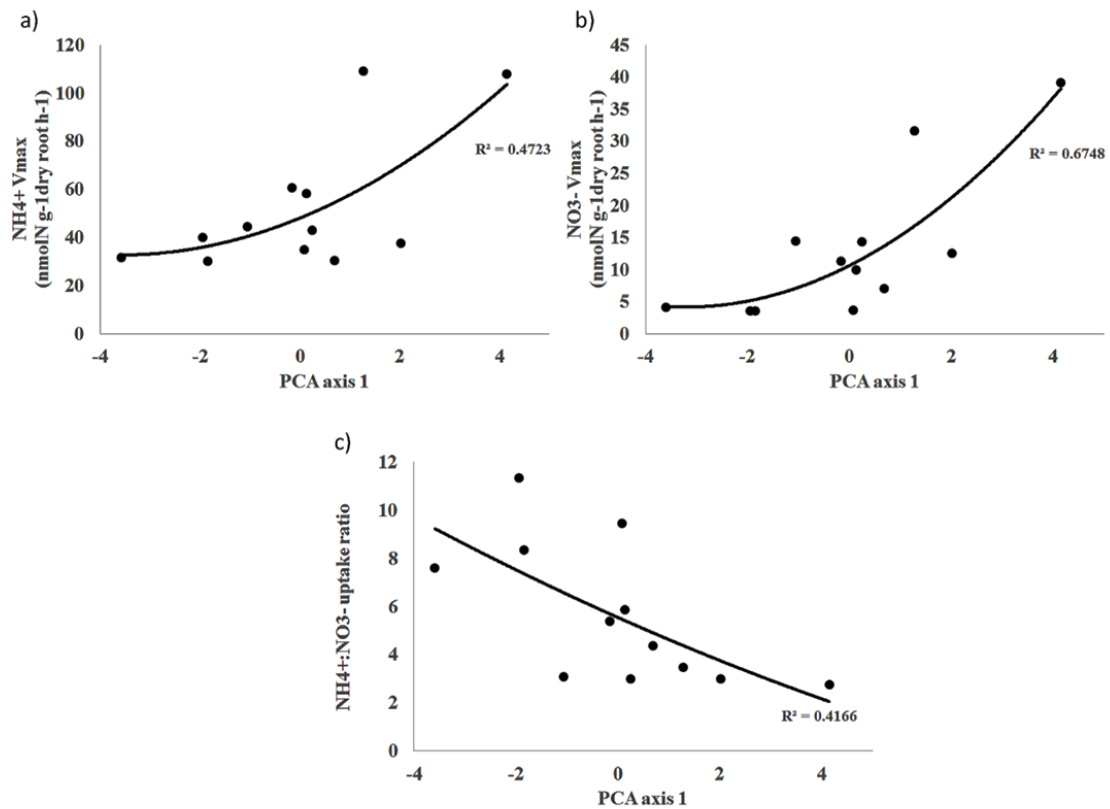 a)
NH4+ Vmax
(nmolN g-1dry root h-1)
120
100
80
60
40
20
0
-4
-2
0
2
4
PCA axis 1
R² = 0.4723
b)
NO3- Vmax
(nmolN g-1dry root h-1)
45
40
35
30
25
20
15
10
5
0
-4
-2
0
2
4
PCA axis 1
R² = 0.6748
c)
NH4+:NO3- uptake ratio
12
10
8
6
4
2
0
-4
-2
0
2
4
PCA axis 1
R² = 0.4166